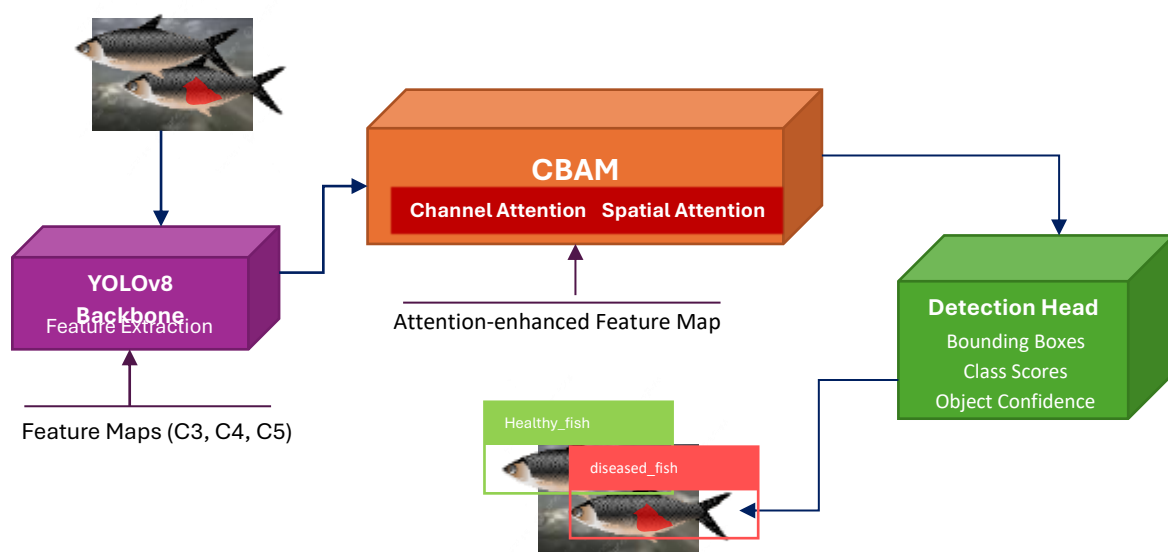 CBAM
Channel Attention Spatial Attention
YOLOv8
Backbone
Feature Extraction
Attention-enhanced Feature Map
Detection Head
Bounding Boxes
Class Scores
Object Confidence
Feature Maps (C3, C4, C5)
Healthy_fish
diseased_fish